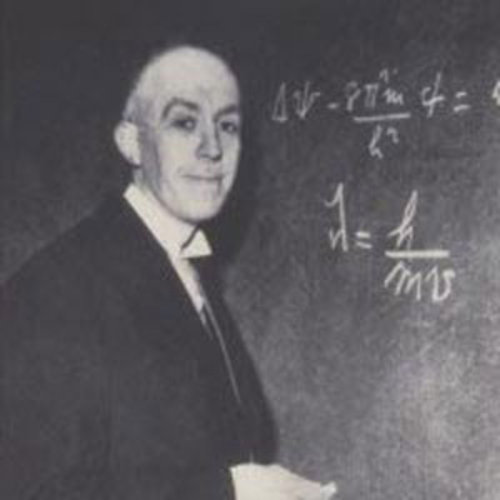 Δψ - 8π²m/h² ψ =
λ = h/mv